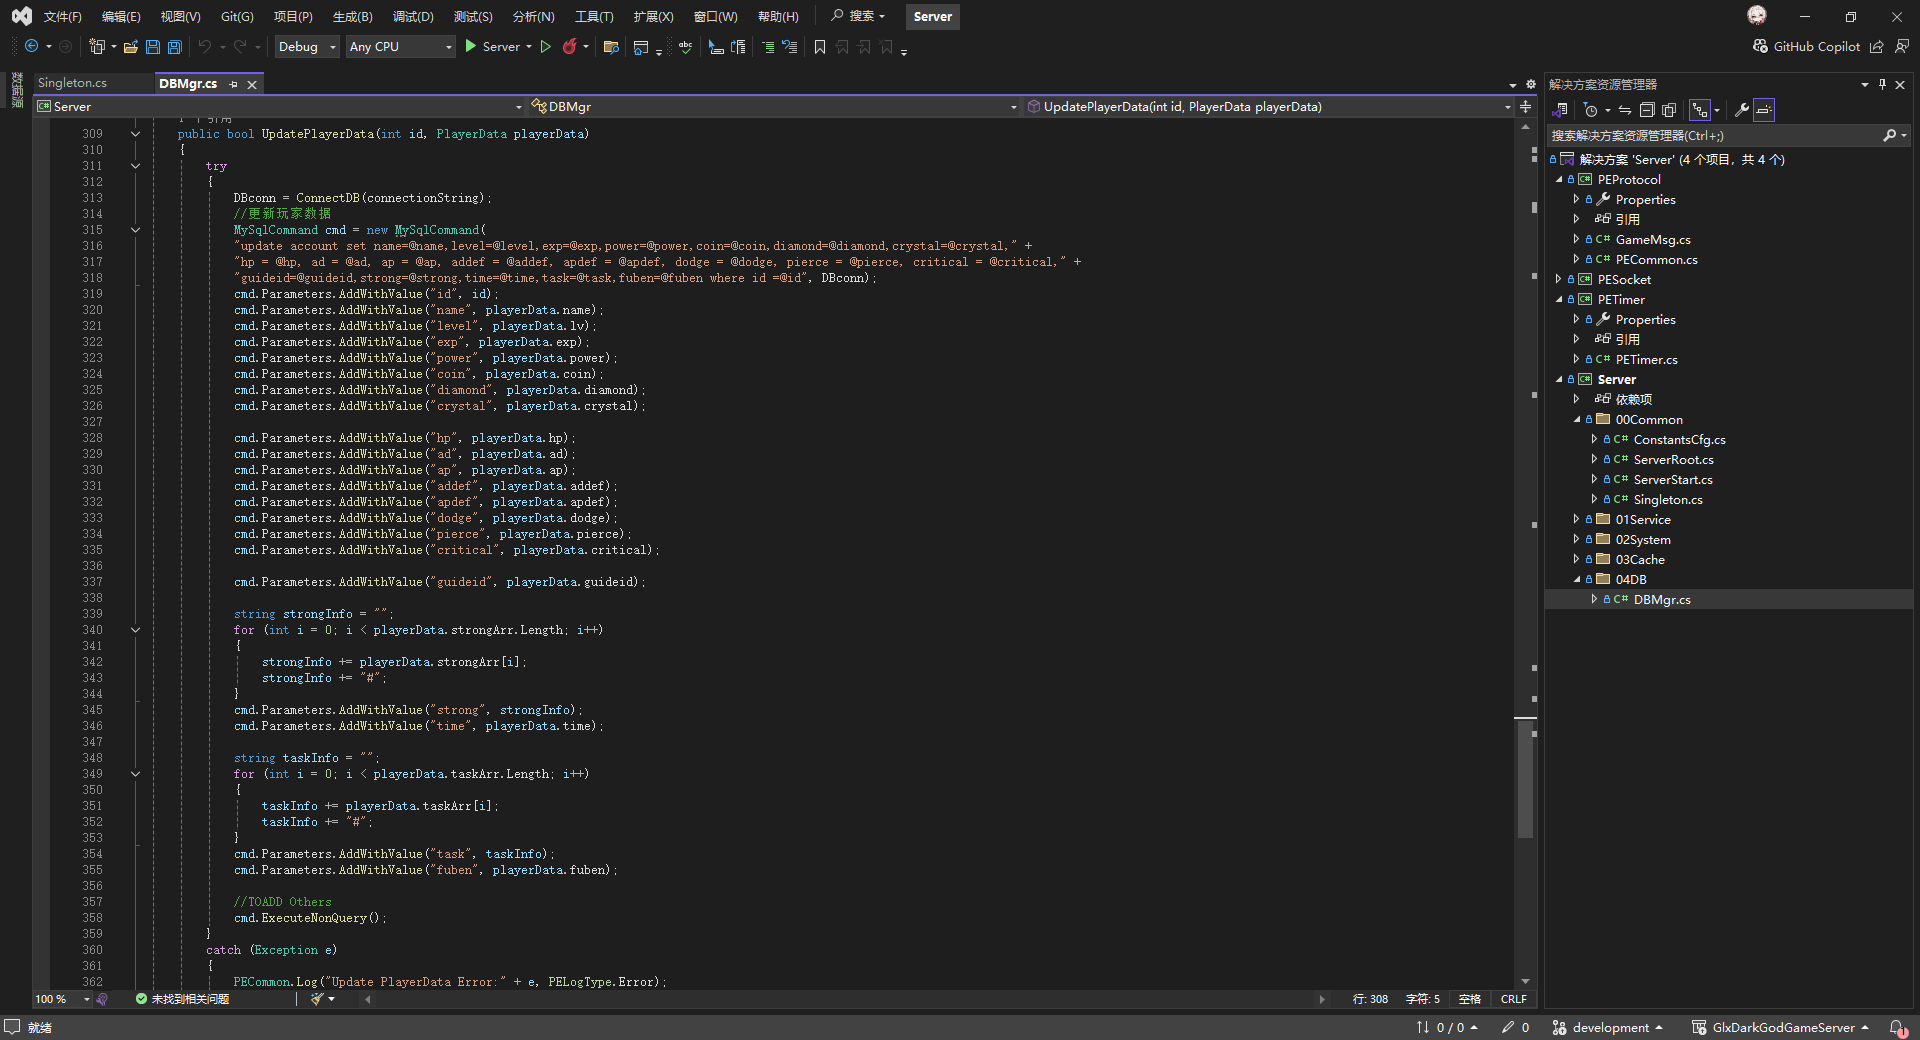 文件(F) 编辑(E) 视图(V) Git(G) 项目(P) 生成(B) 调试(D) 测试(S) 分析(N) 工具(T) 扩展(X) 窗口(W) 帮助(H) 搜索 Server
Debug Any CPU Server GitHub Copilot
数据源
Singleton.cs DBMgr.cs
Server DBMgr UpdatePlayerData(int id, PlayerData playerData)
1 个引用
309 public bool UpdatePlayerData(int id, PlayerData playerData)
310 {
311 try
312 {
313 DBconn = ConnectDB(connectionString);
314 //更新玩家数据
315 MySqlCommand cmd = new MySqlCommand(
316 "update account set name=@name,level=@level,exp=@exp,power=@power,coin=@coin,diamond=@diamond,crystal=@crystal," +
317 "hp = @hp, ad = @ad, ap = @ap, addef = @addef, apdef = @apdef, dodge = @dodge, pierce = @pierce, critical = @critical," +
318 "guideid=@guideid,strong=@strong,time=@time,task=@task,fuben=@fuben where id =@id", DBconn);
319 cmd.Parameters.AddWithValue("id", id);
320 cmd.Parameters.AddWithValue("name", playerData.name);
321 cmd.Parameters.AddWithValue("level", playerData.lv);
322 cmd.Parameters.AddWithValue("exp", playerData.exp);
323 cmd.Parameters.AddWithValue("power", playerData.power);
324 cmd.Parameters.AddWithValue("coin", playerData.coin);
325 cmd.Parameters.AddWithValue("diamond", playerData.diamond);
326 cmd.Parameters.AddWithValue("crystal", playerData.crystal);
327
328 cmd.Parameters.AddWithValue("hp", playerData.hp);
329 cmd.Parameters.AddWithValue("ad", playerData.ad);
330 cmd.Parameters.AddWithValue("ap", playerData.ap);
331 cmd.Parameters.AddWithValue("addef", playerData.addef);
332 cmd.Parameters.AddWithValue("apdef", playerData.apdef);
333 cmd.Parameters.AddWithValue("dodge", playerData.dodge);
334 cmd.Parameters.AddWithValue("pierce", playerData.pierce);
335 cmd.Parameters.AddWithValue("critical", playerData.critical);
336
337 cmd.Parameters.AddWithValue("guideid", playerData.guideid);
338
339 string strongInfo = "";
340 for (int i = 0; i < playerData.strongArr.Length; i++)
341 {
342 strongInfo += playerData.strongArr[i];
343 strongInfo += "#";
344 }
345 cmd.Parameters.AddWithValue("strong", strongInfo);
346 cmd.Parameters.AddWithValue("time", playerData.time);
347
348 string taskInfo = "";
349 for (int i = 0; i < playerData.taskArr.Length; i++)
350 {
351 taskInfo += playerData.taskArr[i];
352 taskInfo += "#";
353 }
354 cmd.Parameters.AddWithValue("task", taskInfo);
355 cmd.Parameters.AddWithValue("fuben", playerData.fuben);
356
357 //TOADD Others
358 cmd.ExecuteNonQuery();
359 }
360 catch (Exception e)
361 {
362 PECommon.Log("Update PlayerData Error:" + e, PELogType.Error);
100 % 未找到相关问题 行: 308 字符: 5 空格 CRLF
解决方案资源管理器
搜索解决方案资源管理器(Ctrl+;)
解决方案 'Server' (4 个项目，共 4 个)
C# PEProtocol
Properties
引用
C# GameMsg.cs
C# PECommon.cs
C# PESocket
C# PETimer
Properties
引用
C# PETimer.cs
C# Server
依赖项
00Common
C# ConstantsCfg.cs
C# ServerRoot.cs
C# ServerStart.cs
C# Singleton.cs
01Service
02System
03Cache
04DB
C# DBMgr.cs
就绪 0 / 0 0 development GlxDarkGodGameServer 1